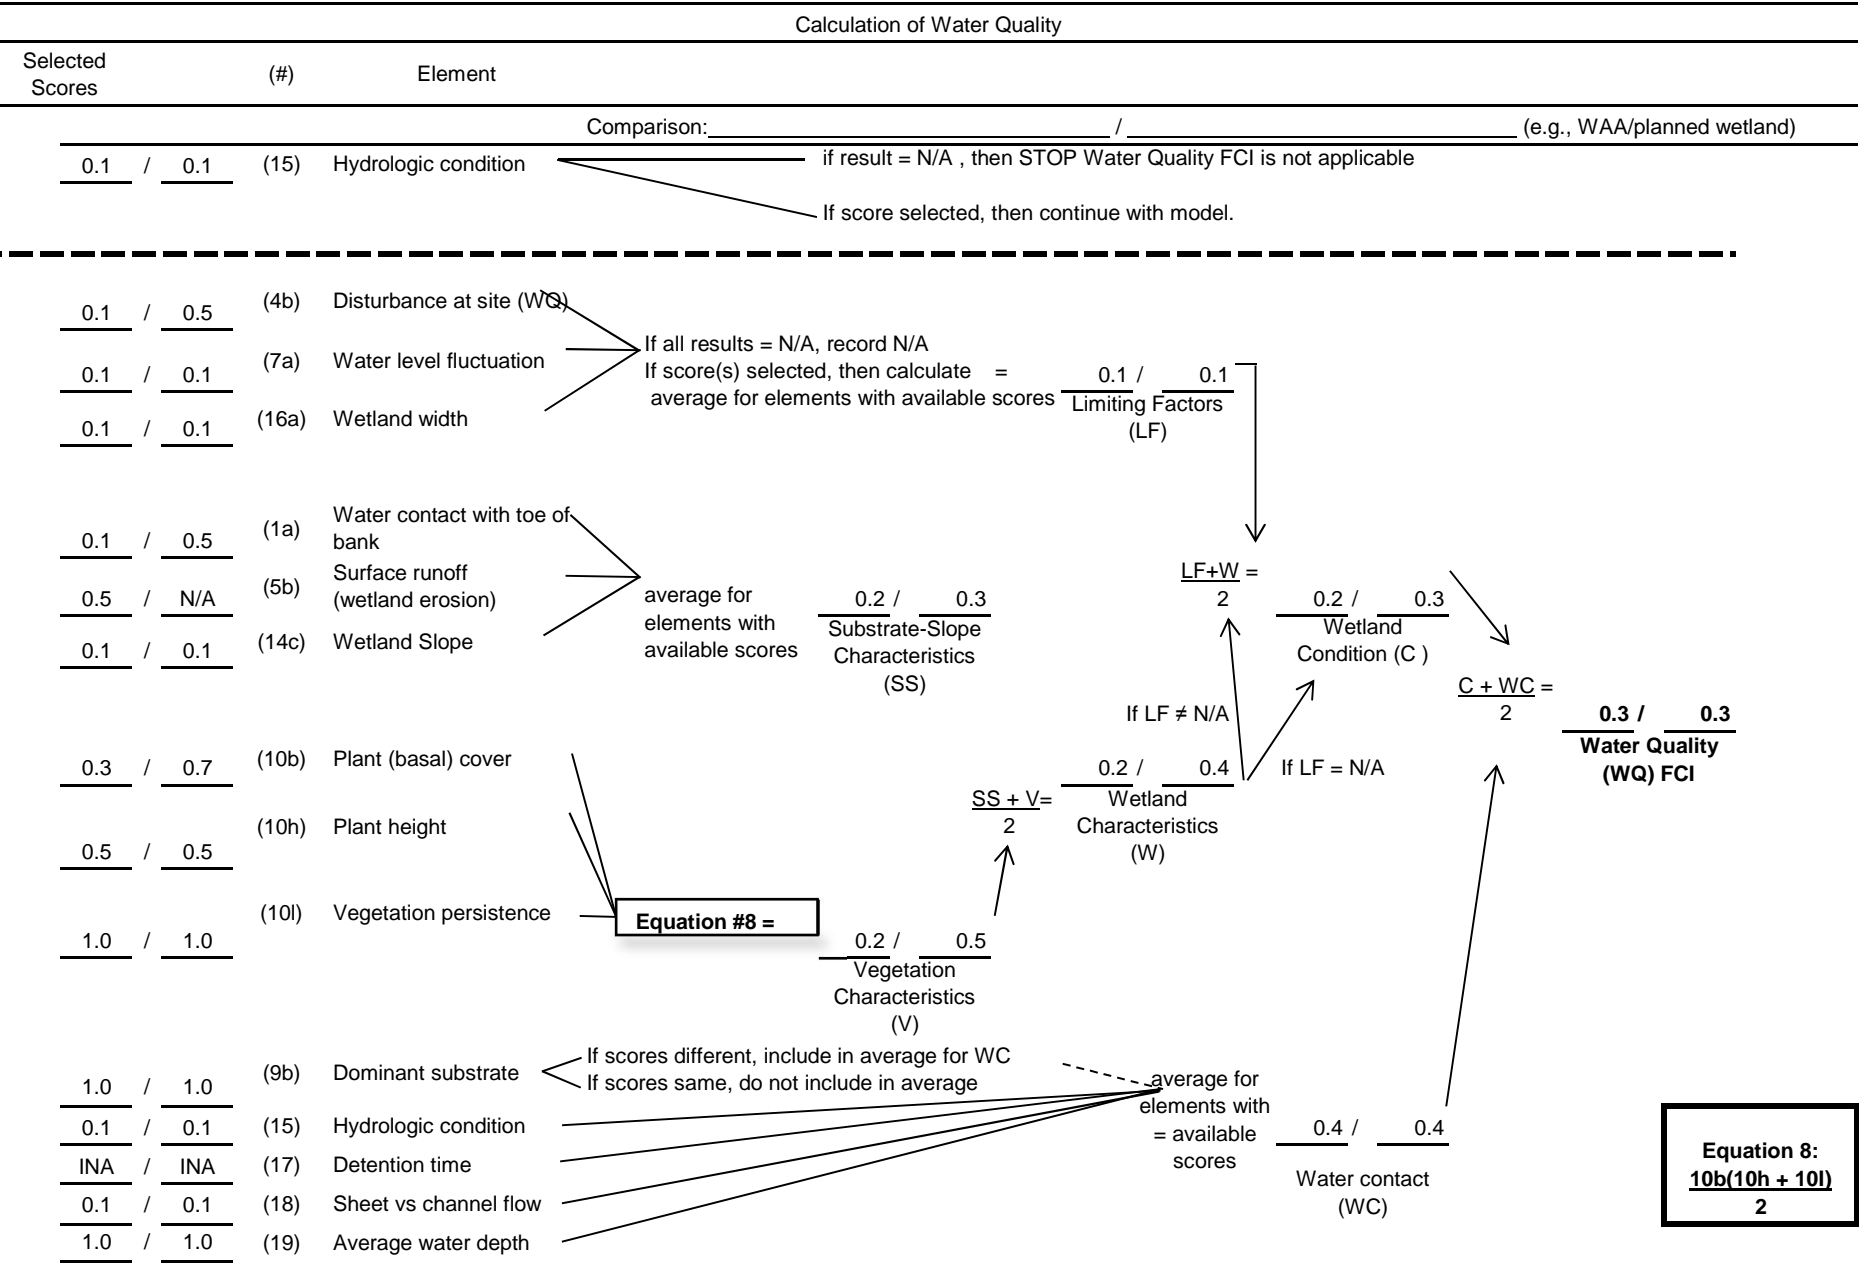 Calculation of Water Quality
Selected
Scores
(#) Element
Comparison: / (e.g., WAA/planned wetland)
0.1 / 0.1 (15) Hydrologic condition if result = N/A , then STOP Water Quality FCI is not applicable
If score selected, then continue with model.
0.1 / 0.5 (4b) Disturbance at site (WQ)
0.1 / 0.1 (7a) Water level fluctuation
0.1 / 0.1 (16a) Wetland width
If all results = N/A, record N/A
If score(s) selected, then calculate =
average for elements with available scores
0.1 / 0.1
Limiting Factors
(LF)
0.1 / 0.5 (1a) Water contact with toe of
bank
0.5 / N/A (5b) Surface runoff
(wetland erosion)
0.1 / 0.1 (14c) Wetland Slope
average for
elements with
available scores
0.2 / 0.3
Substrate-Slope
Characteristics
(SS)
LF+W =
2
0.2 / 0.3
Wetland
Condition (C )
C + WC =
2
0.3 / 0.3
Water Quality
(WQ) FCI
If LF ≠ N/A
If LF = N/A
0.3 / 0.7 (10b) Plant (basal) cover
0.5 / 0.5 (10h) Plant height
1.0 / 1.0 (10l) Vegetation persistence
Equation #8 =
0.2 / 0.5
Vegetation
Characteristics
(V)
SS + V=
2
0.2 / 0.4
Wetland
Characteristics
(W)
1.0 / 1.0 (9b) Dominant substrate
If scores different, include in average for WC
If scores same, do not include in average
0.1 / 0.1 (15) Hydrologic condition
INA / INA (17) Detention time
0.1 / 0.1 (18) Sheet vs channel flow
1.0 / 1.0 (19) Average water depth
average for
elements with
= available
scores
0.4 / 0.4
Water contact
(WC)
Equation 8:
10b(10h + 10l)
2